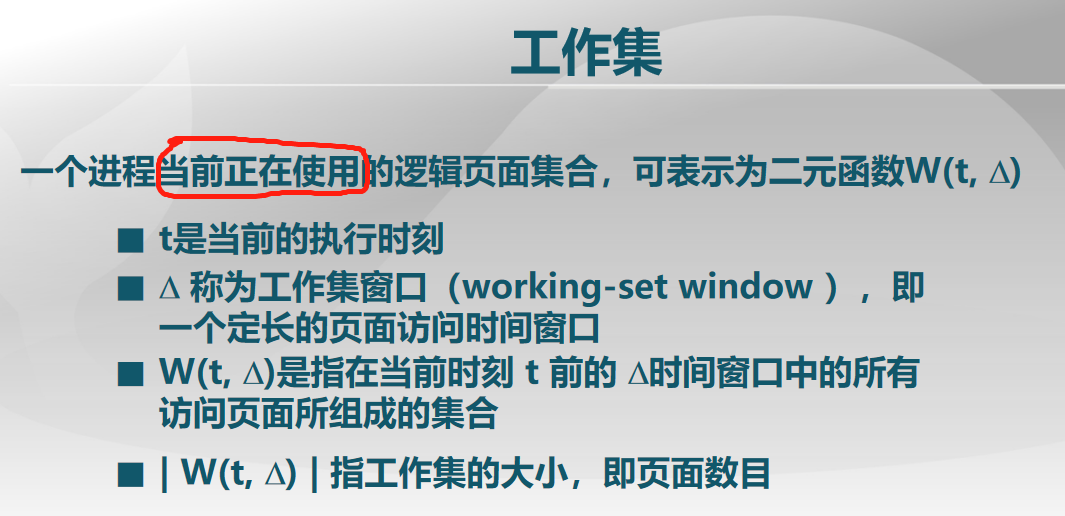 工作集
一个进程当前正在使用的逻辑页面集合，可表示为二元函数W(t, ∆)
■ t是当前的执行时刻
■ ∆ 称为工作集窗口（working-set window ），即
一个定长的页面访问时间窗口
■ W(t, ∆)是指在当前时刻 t 前的 ∆时间窗口中的所有
访问页面所组成的集合
■ | W(t, ∆) | 指工作集的大小，即页面数目